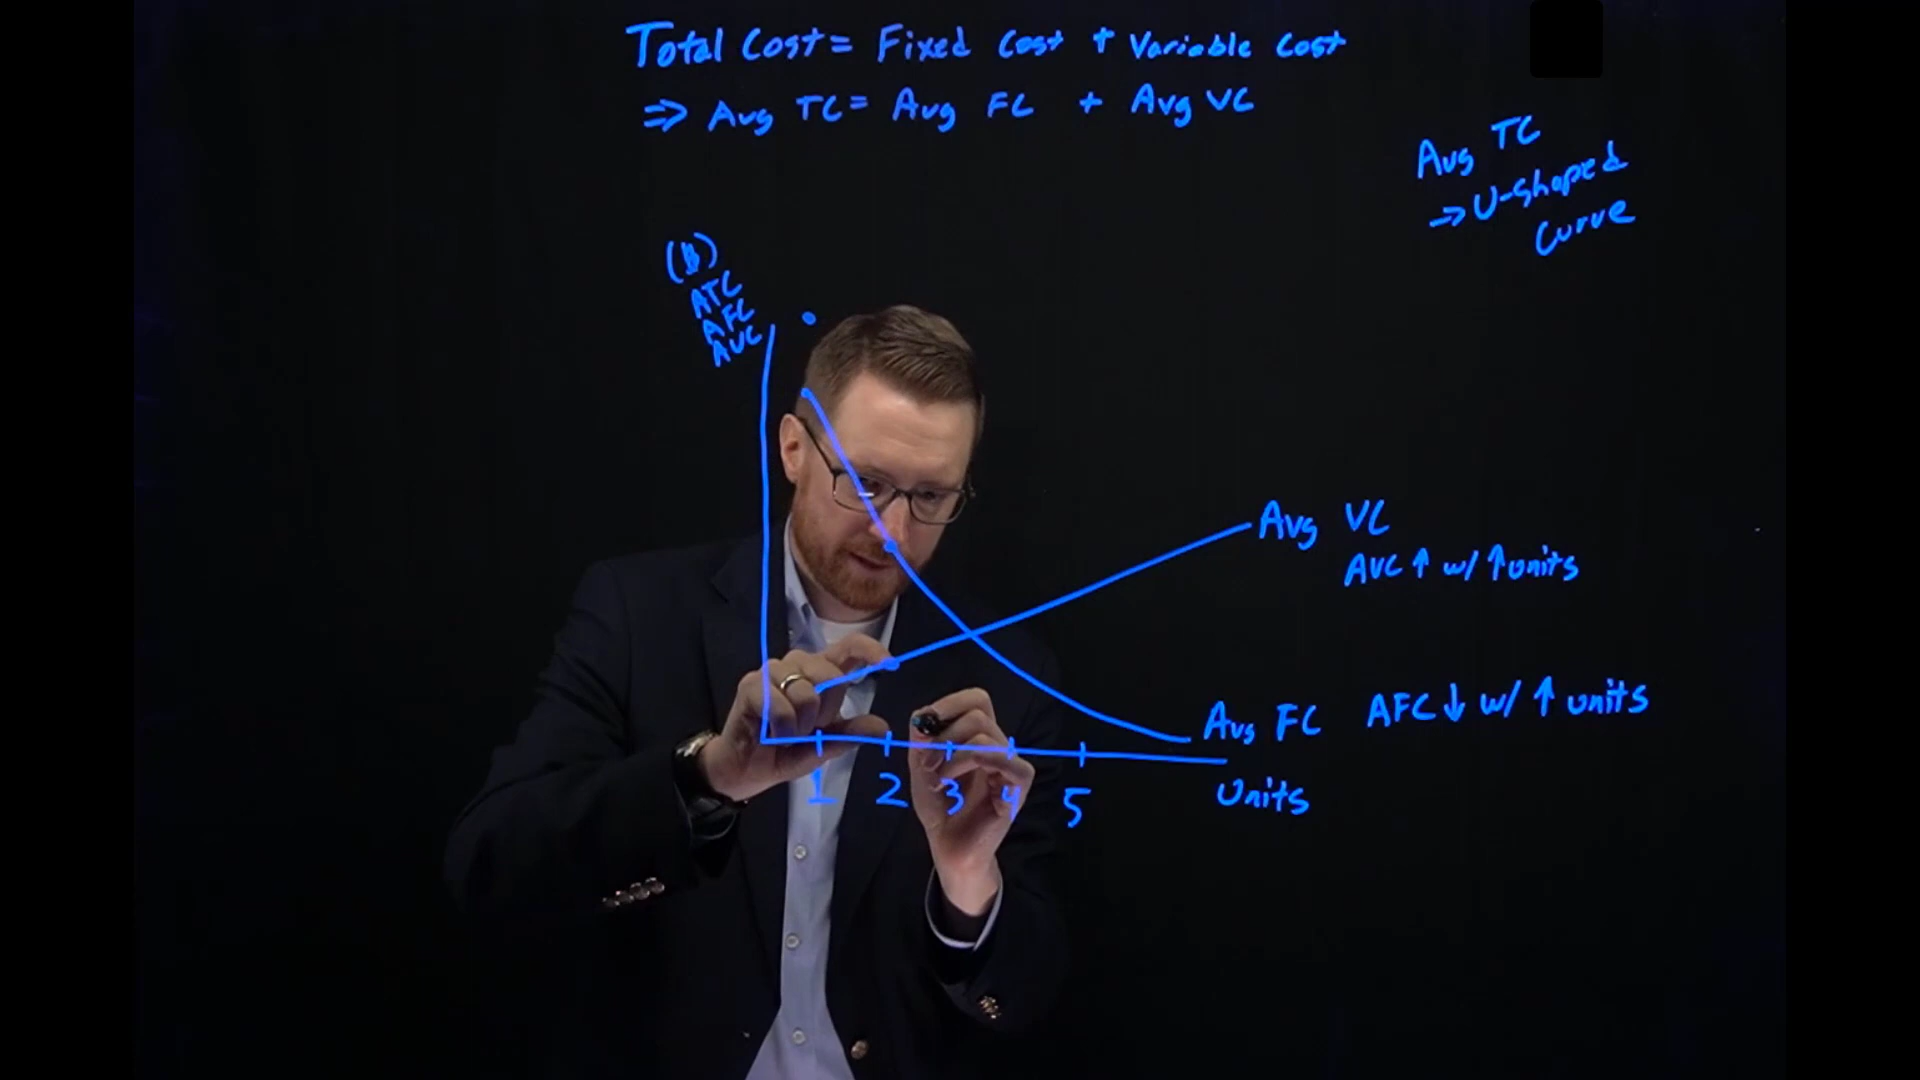 Total Cost = Fixed Cost + Variable Cost
⇒ Avg TC = Avg FC + Avg VC
Avg TC
⇒ U-shaped
Curve
($)
ATC
AFC
AVC
Avg VC
AVC ↑ w/ ↑ units
Avg FC AFC ↓ w/ ↑ units
1 2 3 4 5
Units